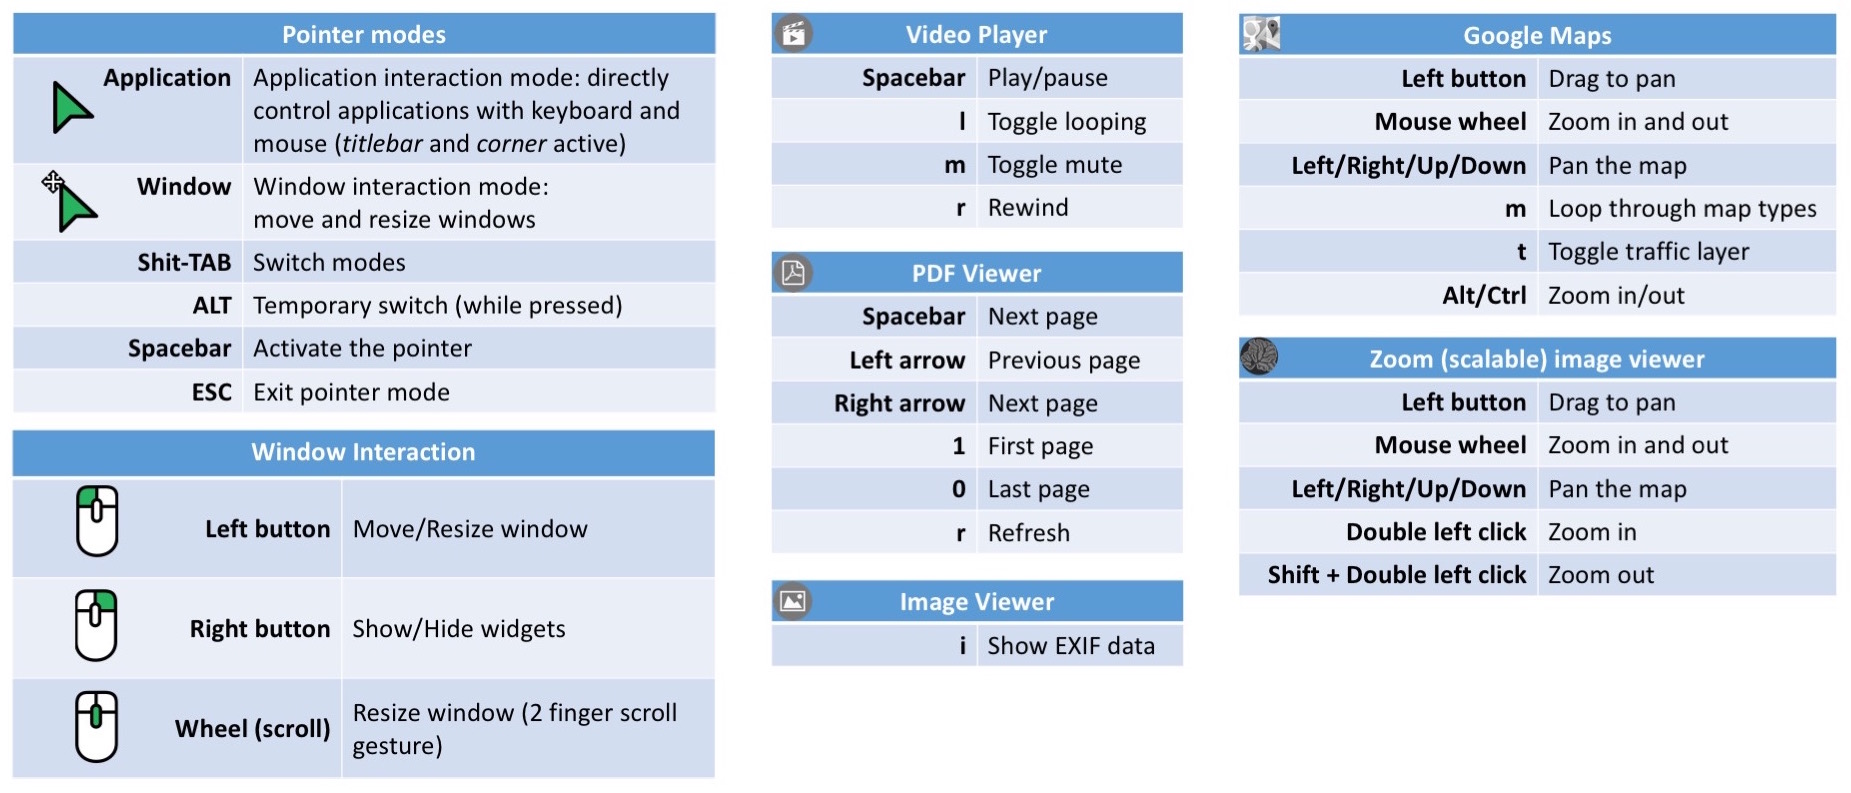 Pointer modes
Application Application interaction mode: directly
control applications with keyboard and
mouse (titlebar and corner active)
Window Window interaction mode:
move and resize windows
Shit-TAB Switch modes
ALT Temporary switch (while pressed)
Spacebar Activate the pointer
ESC Exit pointer mode
Window Interaction
Left button Move/Resize window
Right button Show/Hide widgets
Wheel (scroll) Resize window (2 finger scroll
gesture)
Video Player
Spacebar Play/pause
l Toggle looping
m Toggle mute
r Rewind
PDF Viewer
Spacebar Next page
Left arrow Previous page
Right arrow Next page
1 First page
0 Last page
r Refresh
Image Viewer
i Show EXIF data
Google Maps
Left button Drag to pan
Mouse wheel Zoom in and out
Left/Right/Up/Down Pan the map
m Loop through map types
t Toggle traffic layer
Alt/Ctrl Zoom in/out
Zoom (scalable) image viewer
Left button Drag to pan
Mouse wheel Zoom in and out
Left/Right/Up/Down Pan the map
Double left click Zoom in
Shift + Double left click Zoom out